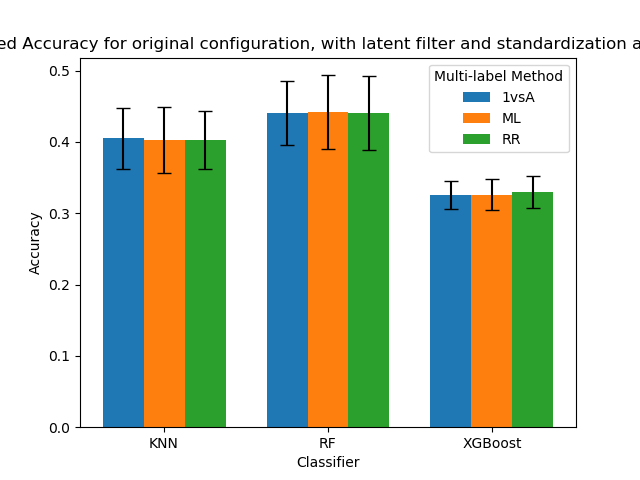 ed Accuracy for original configuration, with latent filter and standardization a
0.5
0.4
0.3
0.2
0.1
0.0
Accuracy
Multi-label Method
1vsA
ML
RR
KNN
RF
XGBoost
Classifier